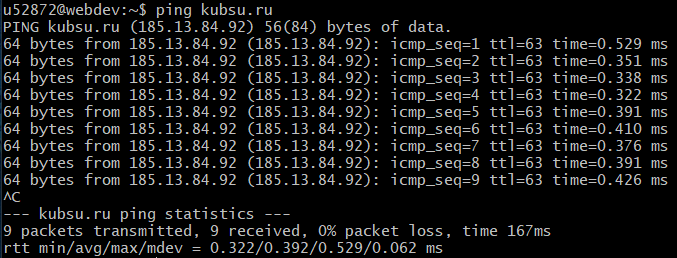 u52872@webdev:~$ ping kubsu.ru
PING kubsu.ru (185.13.84.92) 56(84) bytes of data.
64 bytes from 185.13.84.92 (185.13.84.92): icmp_seq=1 ttl=63 time=0.529 ms
64 bytes from 185.13.84.92 (185.13.84.92): icmp_seq=2 ttl=63 time=0.351 ms
64 bytes from 185.13.84.92 (185.13.84.92): icmp_seq=3 ttl=63 time=0.338 ms
64 bytes from 185.13.84.92 (185.13.84.92): icmp_seq=4 ttl=63 time=0.322 ms
64 bytes from 185.13.84.92 (185.13.84.92): icmp_seq=5 ttl=63 time=0.391 ms
64 bytes from 185.13.84.92 (185.13.84.92): icmp_seq=6 ttl=63 time=0.410 ms
64 bytes from 185.13.84.92 (185.13.84.92): icmp_seq=7 ttl=63 time=0.376 ms
64 bytes from 185.13.84.92 (185.13.84.92): icmp_seq=8 ttl=63 time=0.391 ms
64 bytes from 185.13.84.92 (185.13.84.92): icmp_seq=9 ttl=63 time=0.426 ms
^C
--- kubsu.ru ping statistics ---
9 packets transmitted, 9 received, 0% packet loss, time 167ms
rtt min/avg/max/mdev = 0.322/0.392/0.529/0.062 ms